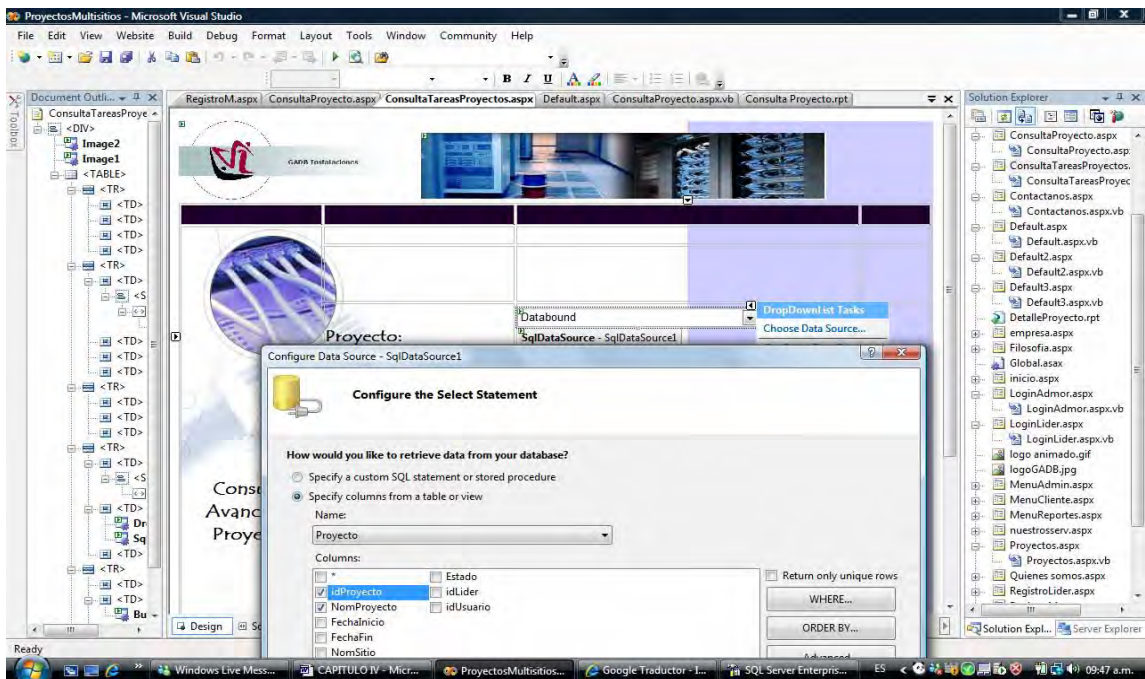 ProyectosMultisitios - Microsoft Visual Studio
File Edit View Website Build Debug Format Layout Tools Window Community Help
B I U A
Document Outli...
RegistroM.aspx ConsultaProyecto.aspx ConsultaTareasProyectos.aspx Default.aspx ConsultaProyecto.aspx.vb Consulta Proyecto.rpt
Solution Explorer
Toolbox
ConsultaTareasProye
<DIV>
Image2
Image1
<TABLE>
<TR>
<TD>
<TD>
<TD>
<TD>
<TR>
<TD>
<S
<TD>
<TD>
<TD>
<TR>
<TD>
<TD>
<TD>
<TR>
<TD>
<S
<TD>
Dr
Sq
<TD>
<TR>
<TD>
<TD>
Bu
GADB Instalaciones
Databound
SqlDataSource - SqlDataSource1
Proyecto:
DropDownList Tasks
Choose Data Source...
Consu
Avanc
Proye
Configure Data Source - SqlDataSource1
Configure the Select Statement
How would you like to retrieve data from your database?
Specify a custom SQL statement or stored procedure
Specify columns from a table or view
Name:
Proyecto
Columns:
*
idProyecto
NomProyecto
FechaInicio
FechaFin
NomSitio
Estado
idLider
idUsuario
Return only unique rows
WHERE...
ORDER BY...
Advanced
ConsultaProyecto.aspx
ConsultaProyecto.asp
ConsultaTareasProyectos.
ConsultaTareasProyec
Contactanos.aspx
Contactanos.aspx.vb
Default.aspx
Default.aspx.vb
Default2.aspx
Default2.aspx.vb
Default3.aspx
Default3.aspx.vb
DetalleProyecto.rpt
empresa.aspx
Filosofia.aspx
Global.asax
inicio.aspx
LoginAdmor.aspx
LoginAdmor.aspx.vb
LoginLider.aspx
LoginLider.aspx.vb
logo animado.gif
logoGADB.jpg
MenuAdmin.aspx
MenuCliente.aspx
MenuReportes.aspx
nuestrosserv.aspx
Proyectos.aspx
Proyectos.aspx.vb
Quienes somos.aspx
RegistroLider.aspx
Design
Solution Expl... Server Explorer
Ready
Windows Live Mess... CAPITULO IV - Micr... ProyectosMultisitios... Google Traductor - I... SQL Server Enterpris... ES 09:47 a.m.